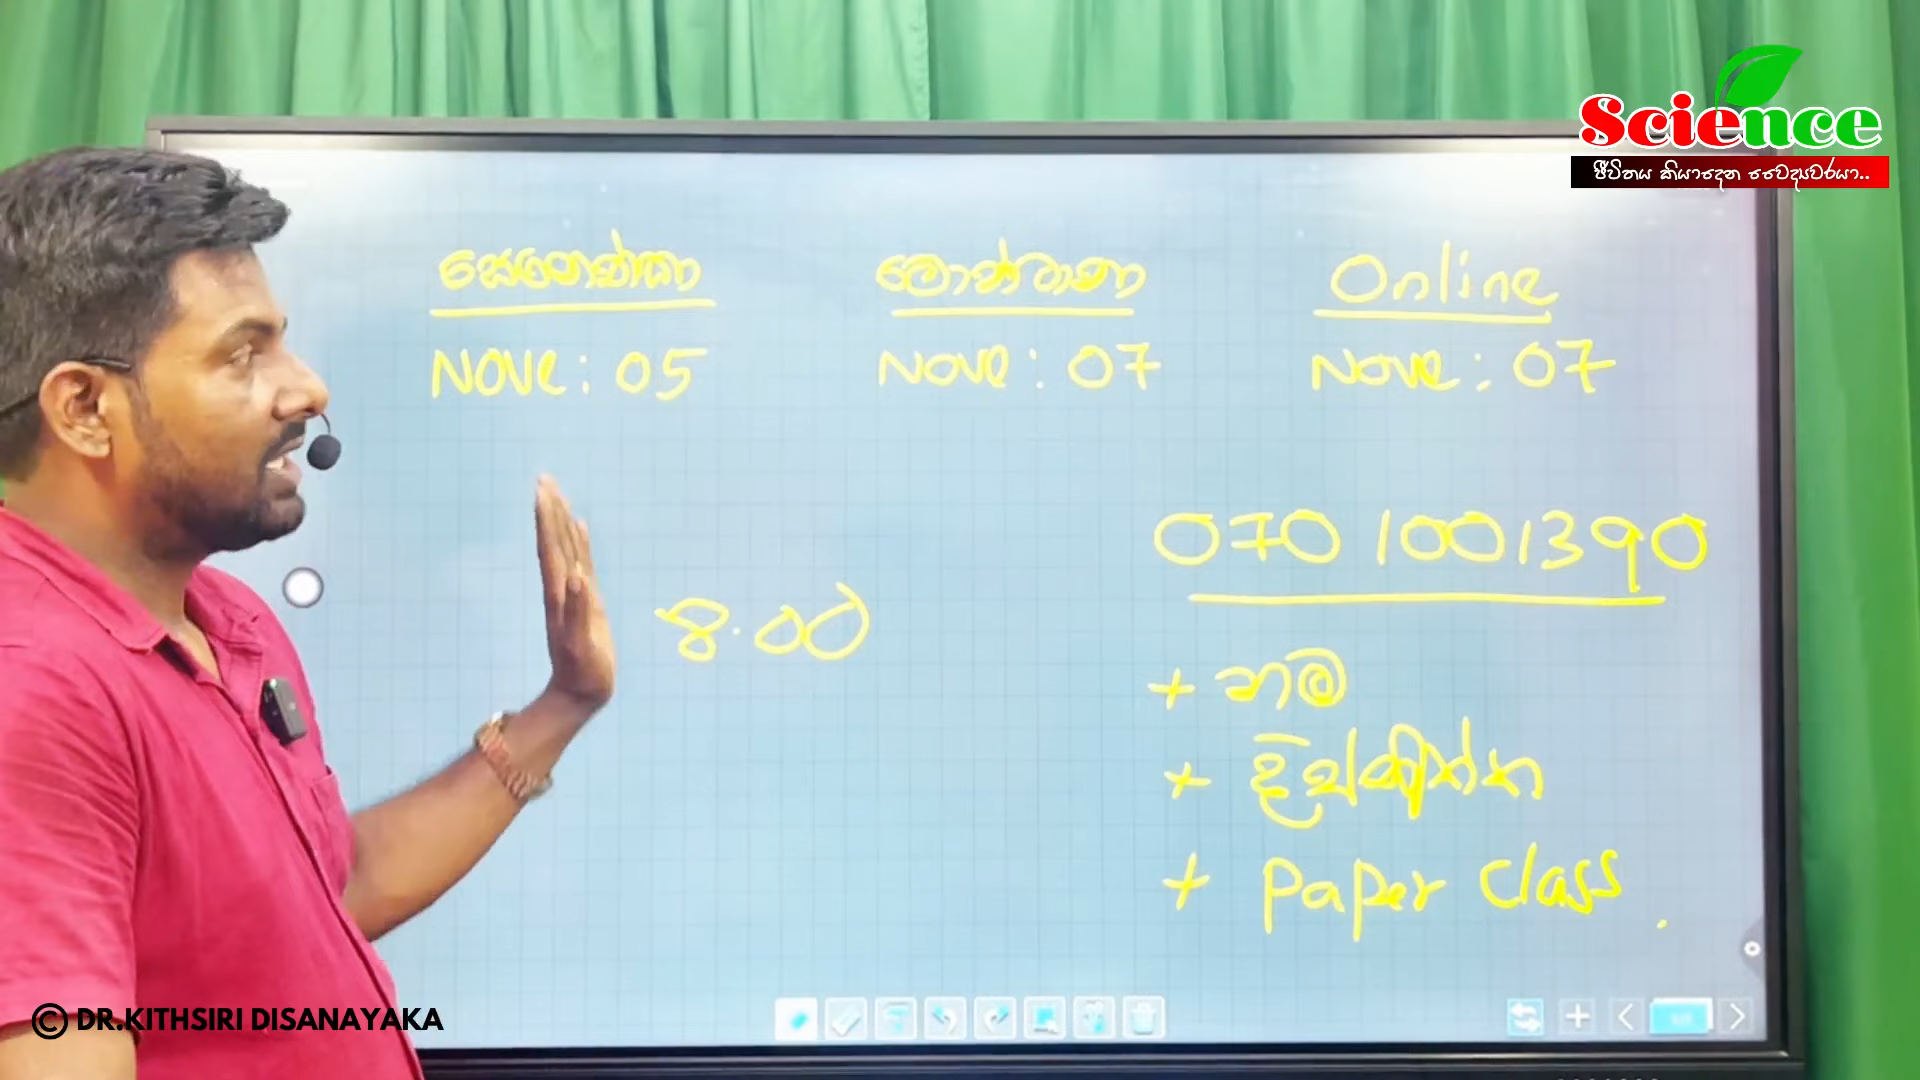 Science
ජීවිතය කියාදෙන වෛද්‍යවරයා..
Online
Nove: 05
Nove: 07
Nove: 07
070 1001390
8.00
+ නම
+ දිස්ත්‍රික්ක
+ Paper Class
© DR.KITHSIRI DISANAYAKA